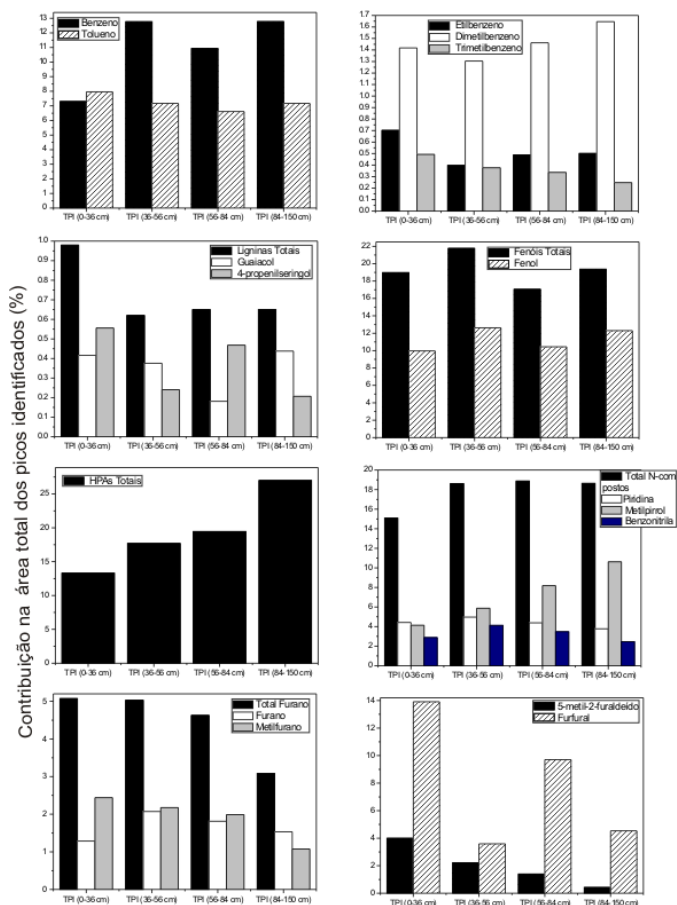 Contribuição na área total dos picos identificados (%)
Benzeno
Tolueno
13
12
11
10
9
8
7
6
5
4
3
2
1
0
TPI (0-36 cm) TPI (36-56 cm) TPI (56-84 cm) TPI (84-150 cm)
Etilbenzeno
Dimetilbenzeno
Trimetilbenzeno
1.7
1.6
1.5
1.4
1.3
1.2
1.1
1.0
0.9
0.8
0.7
0.6
0.5
0.4
0.3
0.2
0.1
0.0
TPI (0-36cm) TPI (36-56cm) TPI (56-84 cm) TPI (84-150 cm)
Ligninas Totais
Guaiacol
4-propenilseringol
1.0
0.9
0.8
0.7
0.6
0.5
0.4
0.3
0.2
0.1
0.0
TPI (0-36 cm) TPI (36-56 cm) TPI (56-84 cm) TPI (84-150 cm)
Fenóis Totais
Fenol
22
20
18
16
14
12
10
8
6
4
2
0
TPI (0-36 cm) TPI (36-56 cm) TPI (56-84 cm) TPI (84-150 cm)
HPAs Totais
25
20
15
10
5
0
TPI (0-36 cm) TPI (36-56 cm) TPI (56-84cm) TPI (84-150cm)
Total N-com
postos
Piridina
Metilpirrol
Benzonitrila
20
18
16
14
12
10
8
6
4
2
0
TPI (0-36cm) TPI (36-56 cm) TPI (56-84cm) TPI (84-150 cm)
Total Furano
Furano
Metilfurano
5
4
3
2
1
0
TPI (0-36 cm) TPI (36-56 cm) TPI (56-84 cm) TPI (84-150 cm)
5-metil-2-furaldeido
Furfural
14
12
10
8
6
4
2
0
TPI (0-36 cm) TPI (36-56 cm) TPI (56-84 cm) TPI (84-150 cm)